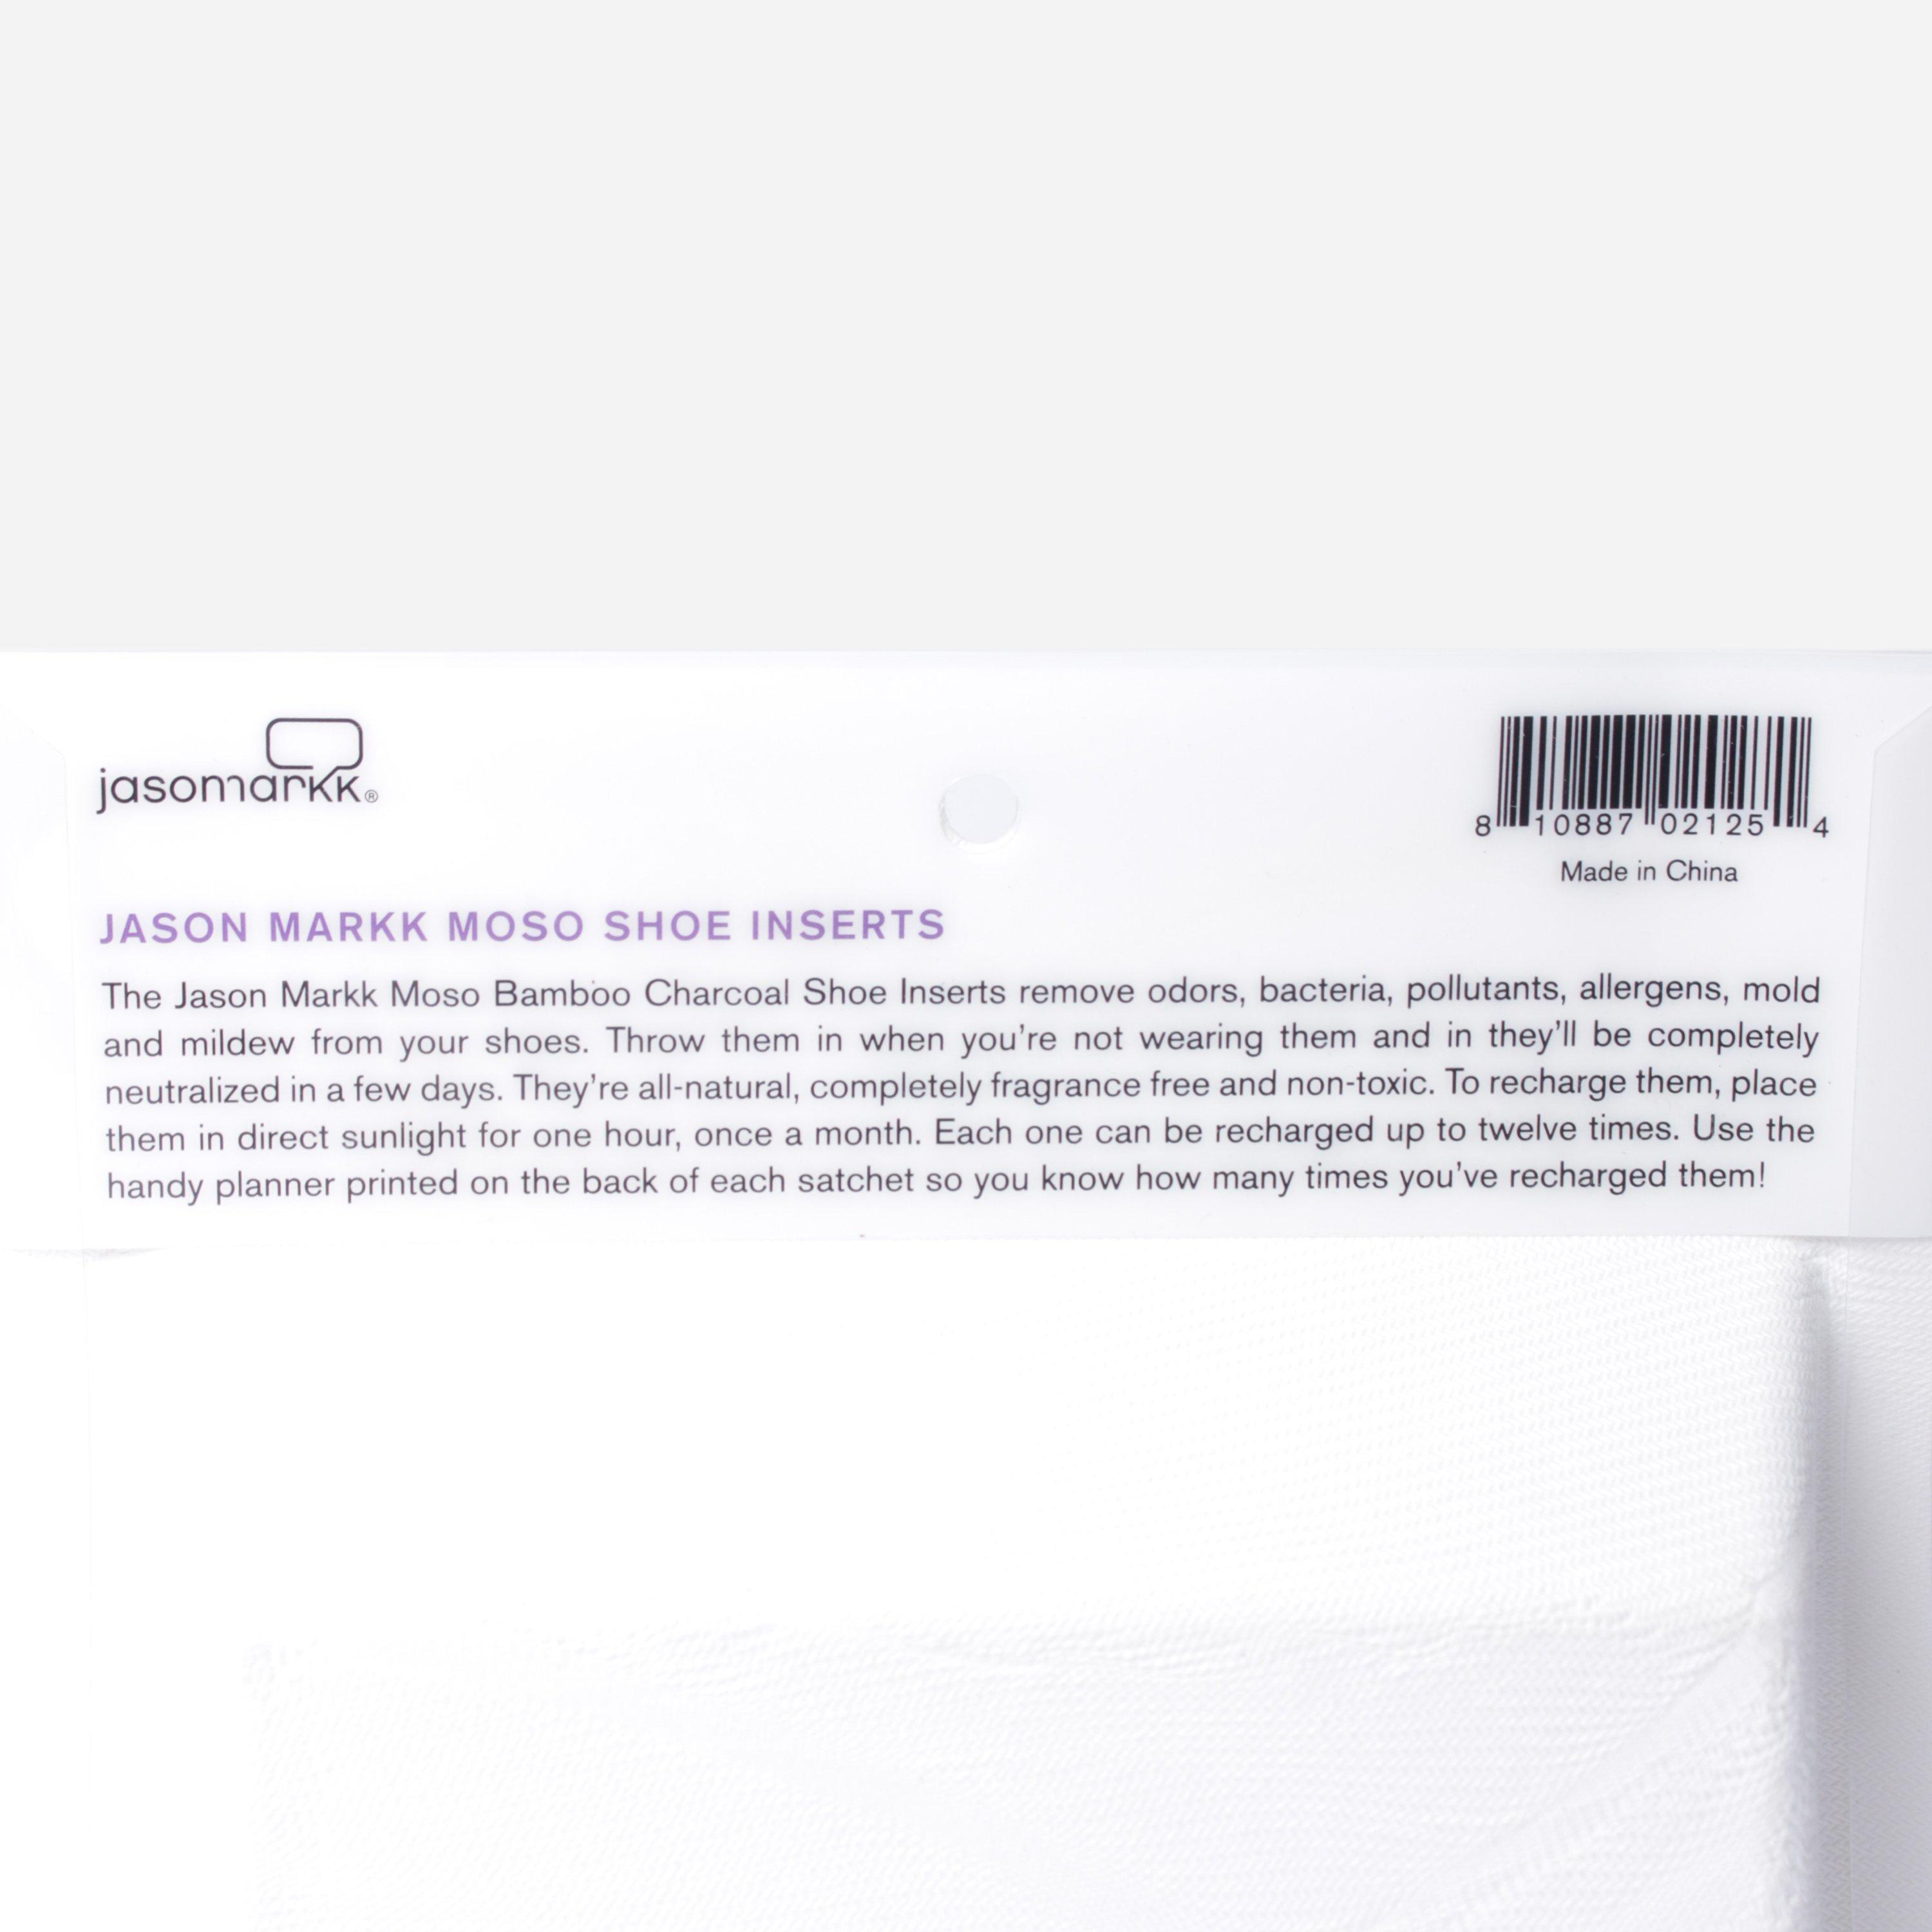 jasonmarkk®
8 10887 02125 4
Made in China
JASON MARKK MOSO SHOE INSERTS
The Jason Markk Moso Bamboo Charcoal Shoe Inserts remove odors, bacteria, pollutants, allergens, mold
and mildew from your shoes. Throw them in when you're not wearing them and in they'll be completely
neutralized in a few days. They're all-natural, completely fragrance free and non-toxic. To recharge them, place
them in direct sunlight for one hour, once a month. Each one can be recharged up to twelve times. Use the
handy planner printed on the back of each satchet so you know how many times you've recharged them!